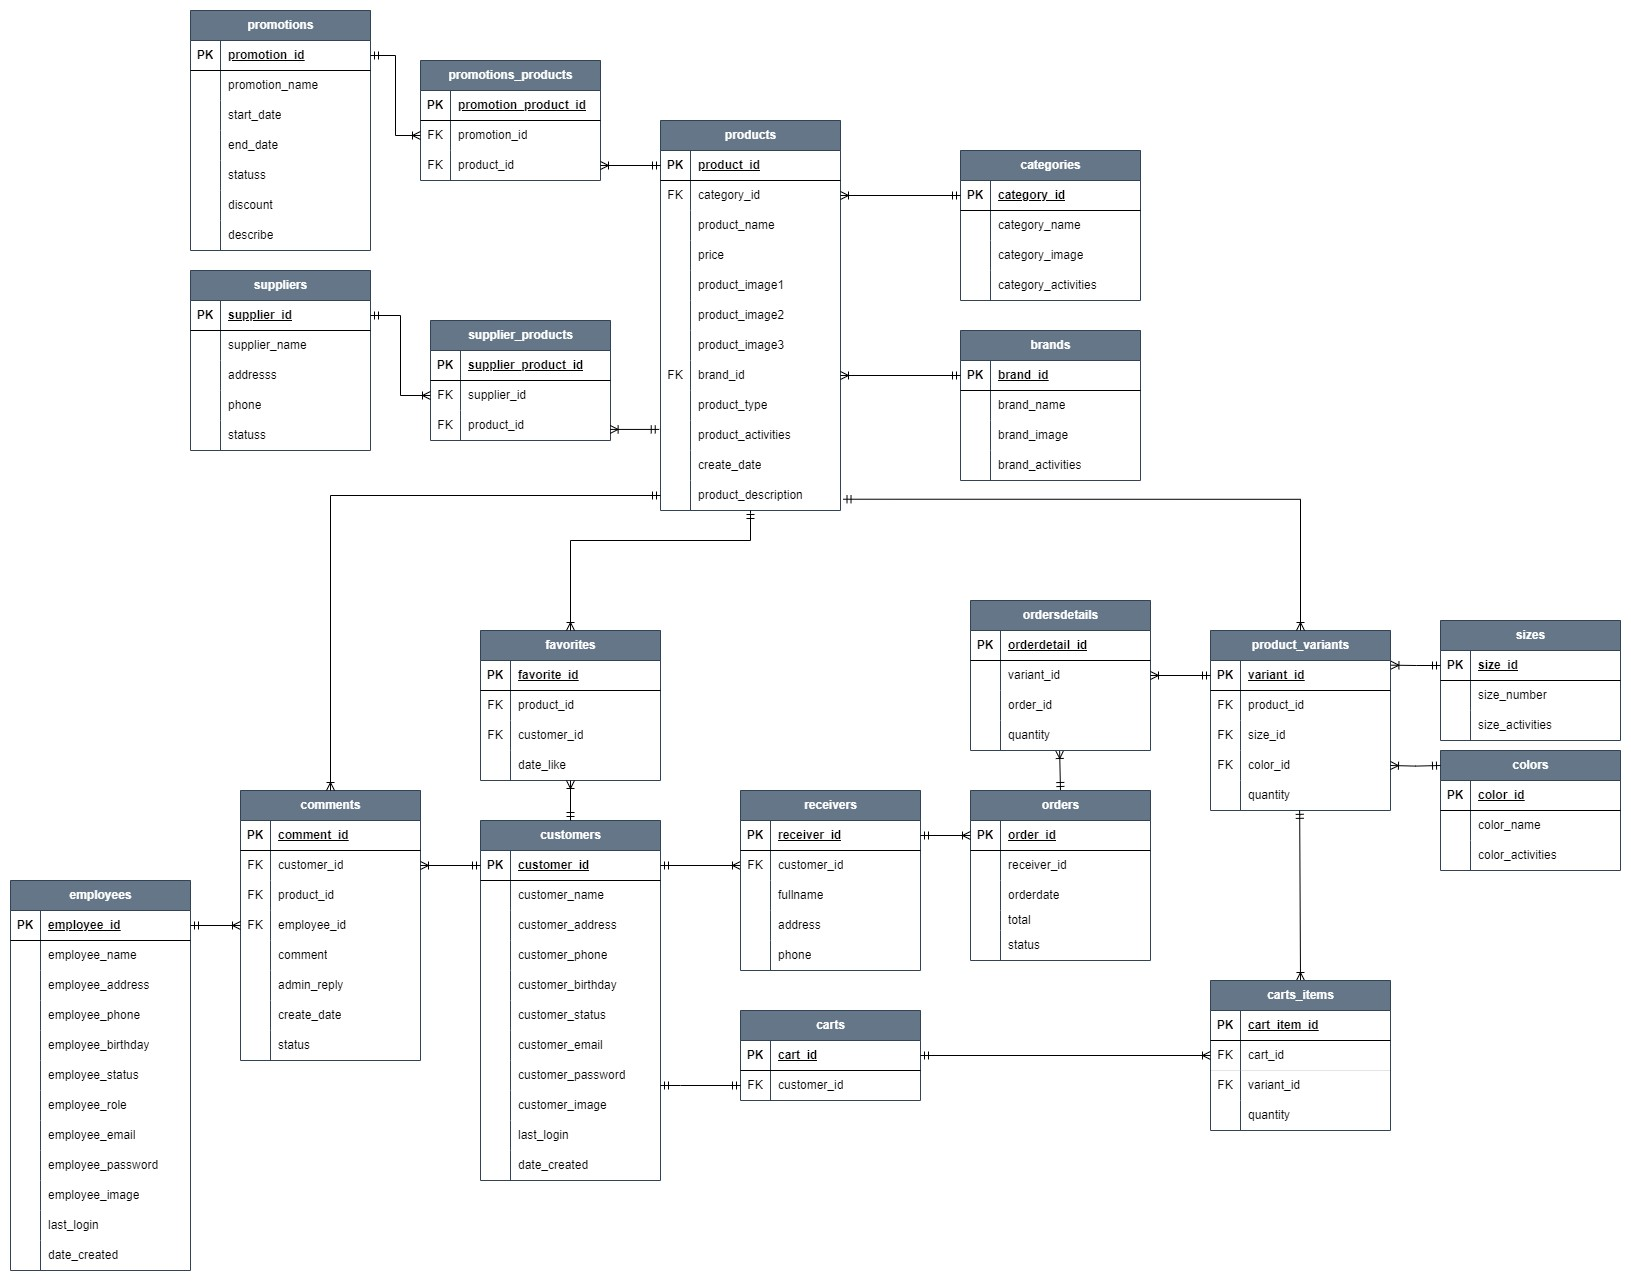 promotions
PK promotion_id
promotion_name
start_date
end_date
statuss
discount
describe
promotions_products
PK promotion_product_id
FK promotion_id
FK product_id
products
PK product_id
FK category_id
product_name
price
product_image1
product_image2
product_image3
FK brand_id
product_type
product_activities
create_date
product_description
categories
PK category_id
category_name
category_image
category_activities
suppliers
PK supplier_id
supplier_name
addresss
phone
statuss
supplier_products
PK supplier_product_id
FK supplier_id
FK product_id
brands
PK brand_id
brand_name
brand_image
brand_activities
favorites
PK favorite_id
FK product_id
FK customer_id
date_like
ordersdetails
PK orderdetail_id
variant_id
order_id
quantity
product_variants
PK variant_id
FK product_id
FK size_id
FK color_id
quantity
sizes
PK size_id
size_number
size_activities
colors
PK color_id
color_name
color_activities
comments
PK comment_id
FK customer_id
FK product_id
FK employee_id
comment
admin_reply
create_date
status
customers
PK customer_id
customer_name
customer_address
customer_phone
customer_birthday
customer_status
customer_email
customer_password
customer_image
last_login
date_created
receivers
PK receiver_id
FK customer_id
fullname
address
phone
orders
PK order_id
receiver_id
orderdate
total
status
employees
PK employee_id
employee_name
employee_address
employee_phone
employee_birthday
employee_status
employee_role
employee_email
employee_password
employee_image
last_login
date_created
carts
PK cart_id
FK customer_id
carts_items
PK cart_item_id
FK cart_id
FK variant_id
quantity